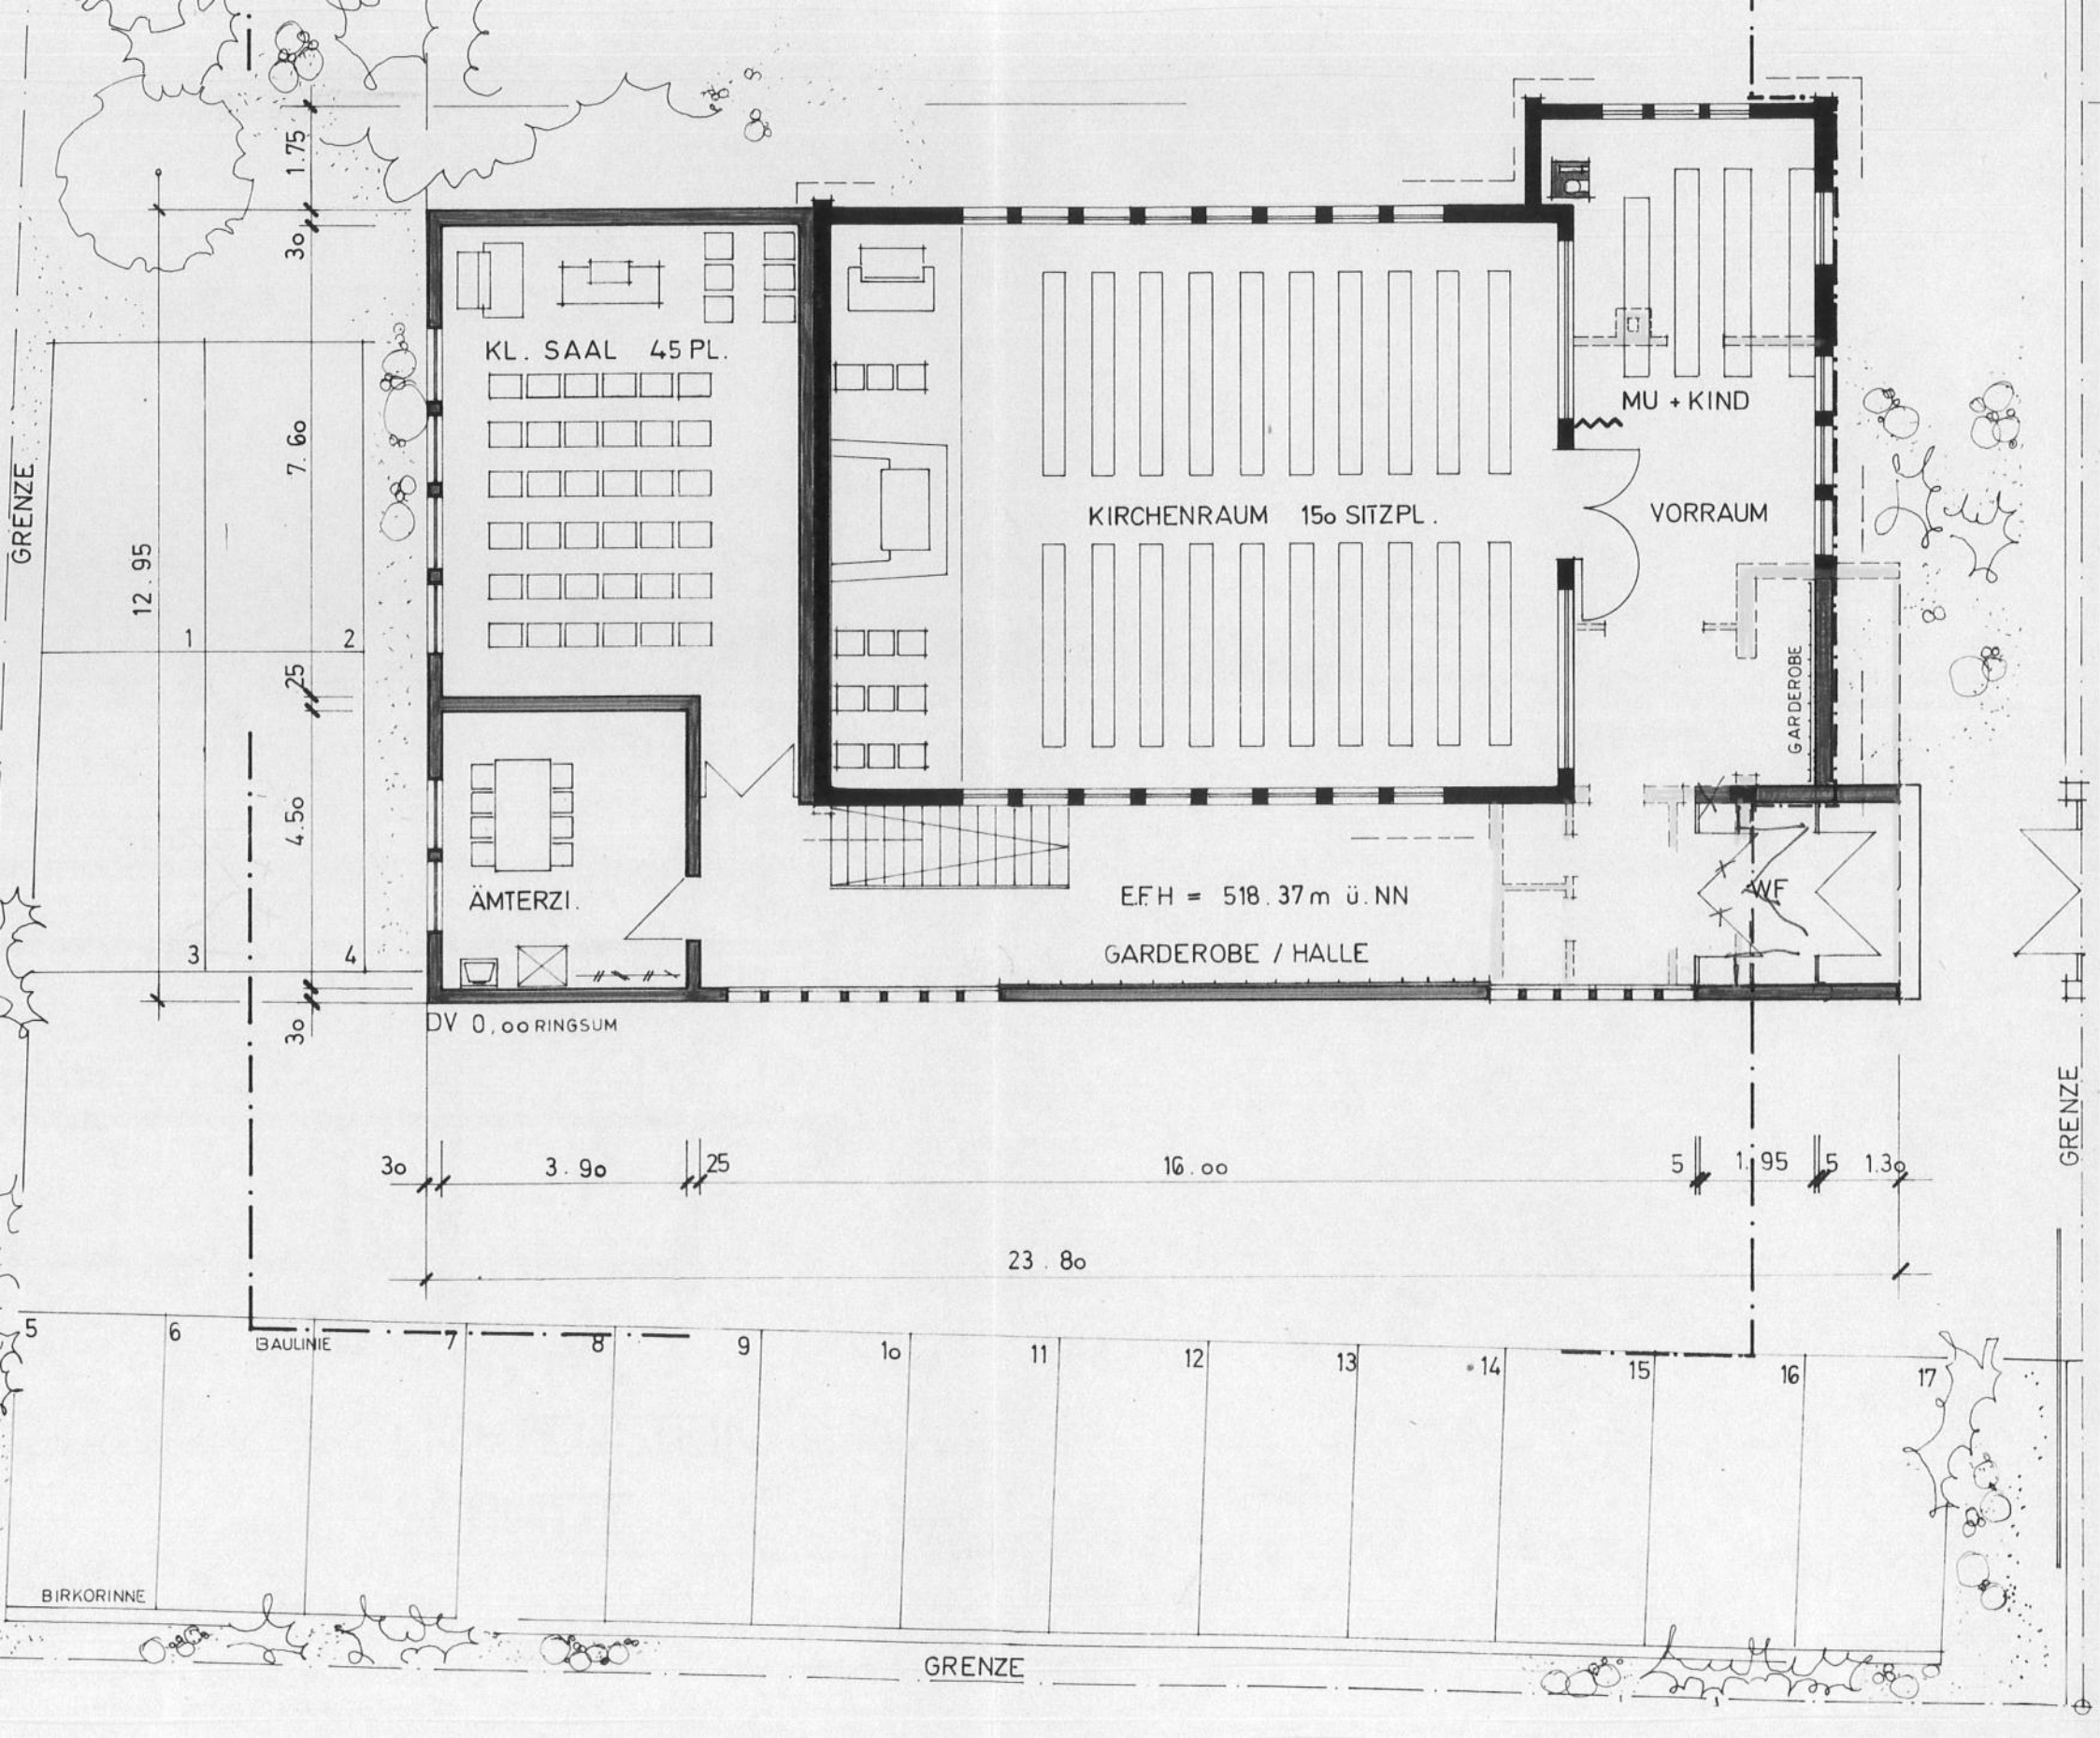 1.75
3o
KL. SAAL 45 PL.
MU + KIND
7. 6o
GRENZE
KIRCHENRAUM 15o SITZPL.
VORRAUM
12.95
1
2
25
GARDEROBE
4.5o
ÄMTERZI.
E.F.H = 518.37m ü.NN
WF
3
4
GARDEROBE / HALLE
3o
DV 0,oo RINGSUM
GRENZE
3o
3.9o
25
16.oo
5
1.95
5
1.3o
23.8o
5
6
BAULINIE
7
8
9
1o
11
12
13
14
15
16
17
BIRKORINNE
GRENZE